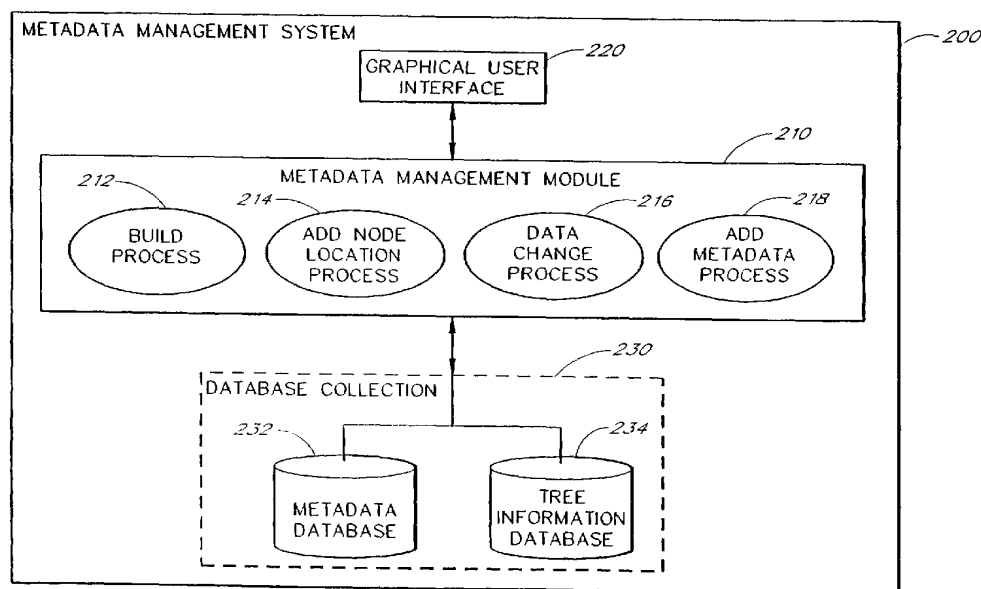 METADATA MANAGEMENT SYSTEM
200
220
GRAPHICAL USER
INTERFACE
210
METADATA MANAGEMENT MODULE
212
BUILD
PROCESS
214
ADD NODE
LOCATION
PROCESS
216
DATA
CHANGE
PROCESS
218
ADD
METADATA
PROCESS
230
DATABASE COLLECTION
232
METADATA
DATABASE
234
TREE
INFORMATION
DATABASE